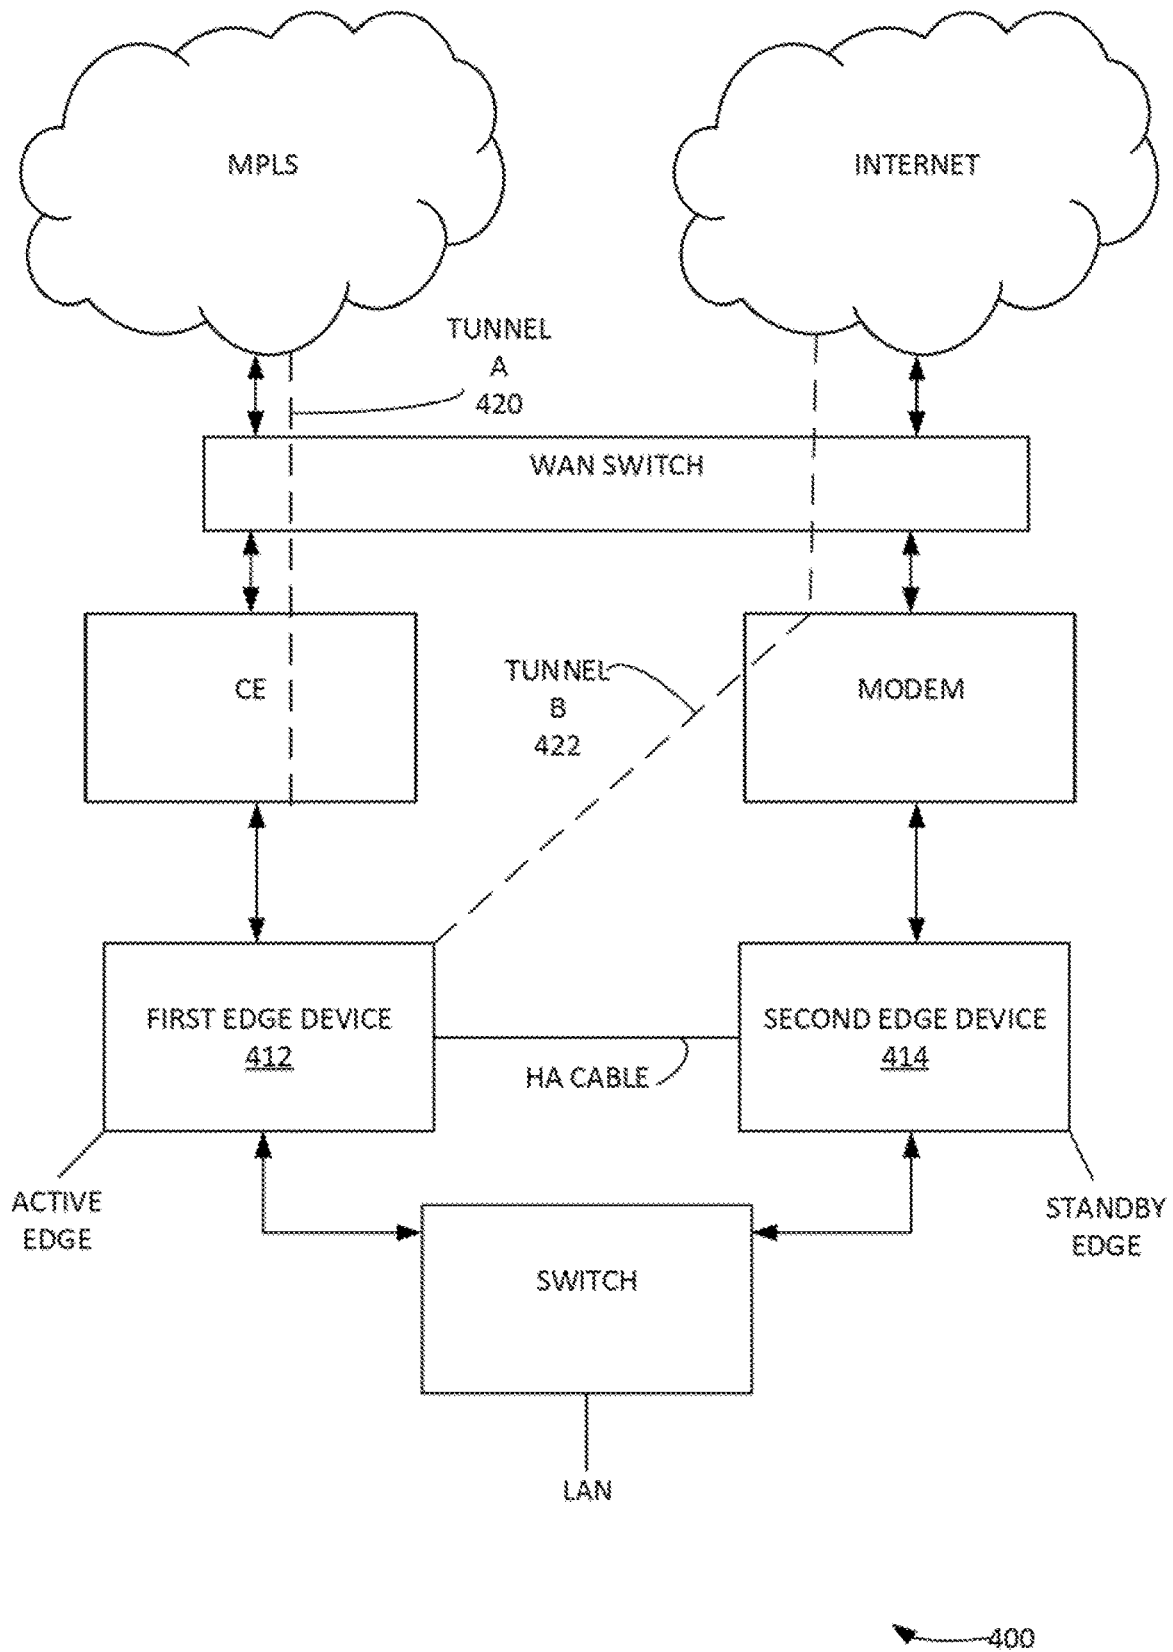 MPLS
INTERNET
TUNNEL
A
420
WAN SWITCH
CE
TUNNEL
B
422
MODEM
FIRST EDGE DEVICE
412
SECOND EDGE DEVICE
414
HA CABLE
ACTIVE
EDGE
STANDBY
EDGE
SWITCH
LAN
400